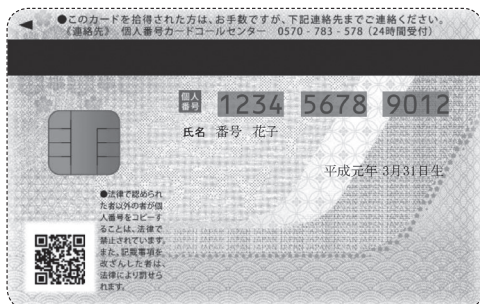 ●このカードを拾得された方は、お手数ですが、下記連絡先までご連絡ください。
《連絡先》 個人番号カードコールセンター 0570-783-578（24時間受付）
個人番号 1234 5678 9012
氏名 番号 花子
平成元年 3月31日生
●法律で認められ
た者以外の者が個
人番号をコピーす
ることは、法律で
禁止されています。
また、記載事項を
改ざんした者は、
法律により罰せら
れます。